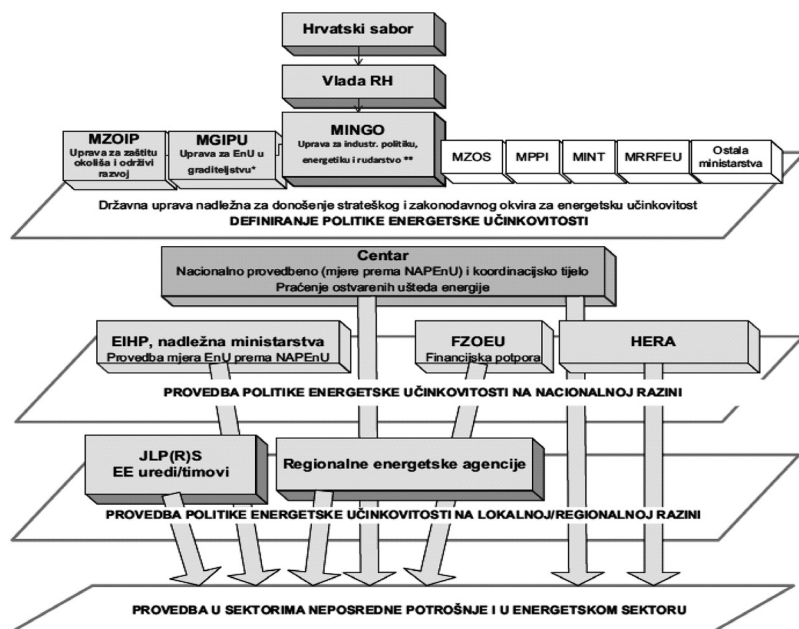 Hrvatski sabor
Vlada RH
MINGO
Uprava za industr. politiku,
energetiku i rudarstvo **
MZOIP
Uprava za zaštitu
okoliša i održivi
razvoj
MGIPU
Uprava za EnU u
graditeljstvu*
MZOS
MPPI
MINT
MRRFEU
Ostala
ministarstva
Državna uprava nadležna za donošenje strateškog i zakonodavnog okvira za energetsku učinkovitost
DEFINIRANJE POLITIKE ENERGETSKE UČINKOVITOSTI
Centar
Nacionalno provedbeno (mjere prema NAPEnU) i koordinacijsko tijelo
Praćenje ostvarenih ušteda energije
EIHP, nadležna ministarstva
Provedba mjera EnU prema NAPEnU
FZOEU
Financijska potpora
HERA
PROVEDBA POLITIKE ENERGETSKE UČINKOVITOSTI NA NACIONALNOJ RAZINI
JLP(R)S
EE uredi/timovi
Regionalne energetske agencije
PROVEDBA POLITIKE ENERGETSKE UČINKOVITOSTI NA LOKALNOJ/REGIONALNOJ RAZINI
PROVEDBA U SEKTORIMA NEPOSREDNE POTROŠNJE I U ENERGETSKOM SEKTORU